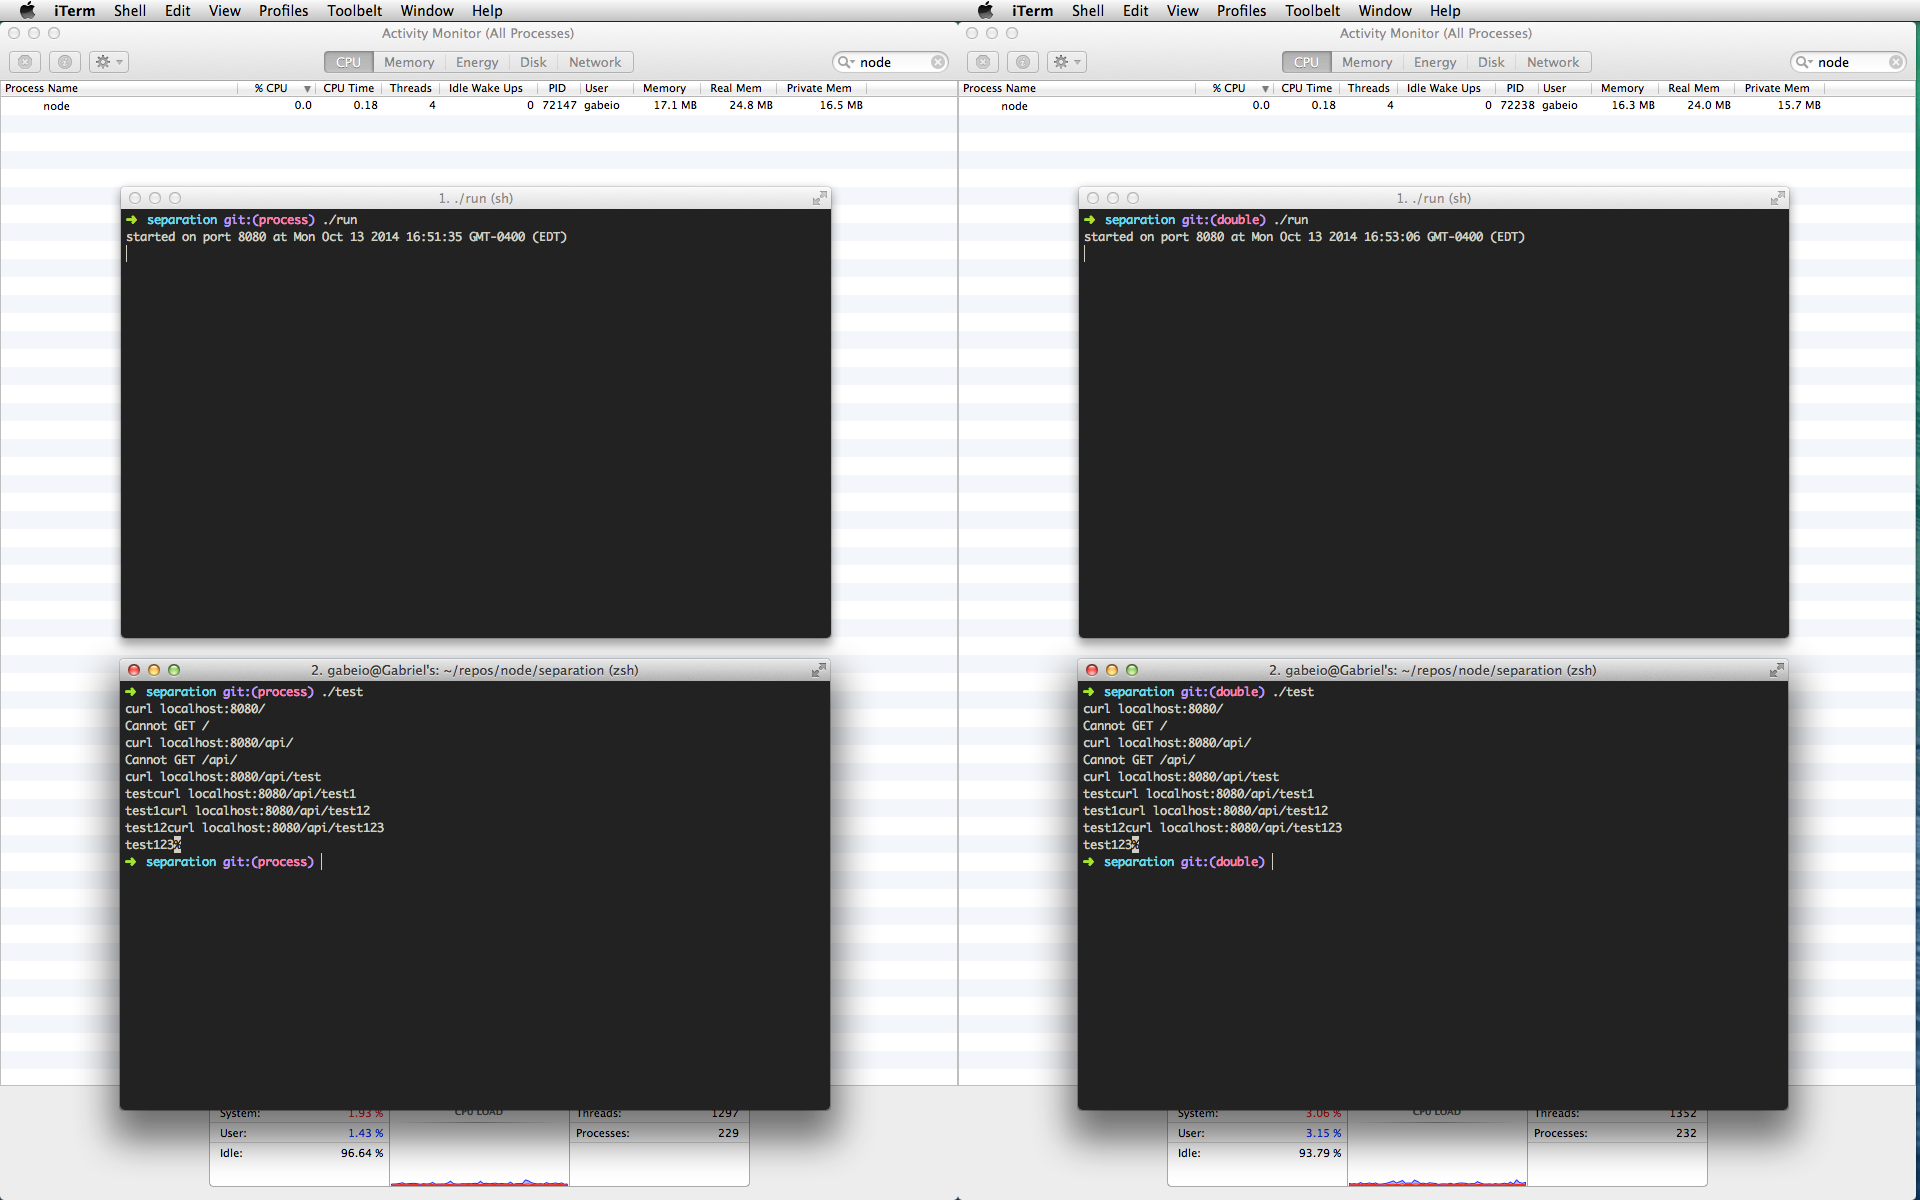 iTerm Shell Edit View Profiles Toolbelt Window Help
Activity Monitor (All Processes)
CPU Memory Energy Disk Network
node
Process Name % CPU CPU Time Threads Idle Wake Ups PID User Memory Real Mem Private Mem
node 0.0 0.18 4 0 72147 gabeio 17.1 MB 24.8 MB 16.5 MB
1. ./run (sh)
➜ separation git:(process) ./run
started on port 8080 at Mon Oct 13 2014 16:51:35 GMT-0400 (EDT)
2. gabeio@Gabriel's: ~/repos/node/separation (zsh)
➜ separation git:(process) ./test
curl localhost:8080/
Cannot GET /
curl localhost:8080/api/
Cannot GET /api/
curl localhost:8080/api/test
testcurl localhost:8080/api/test1
test1curl localhost:8080/api/test12
test12curl localhost:8080/api/test123
test123%
➜ separation git:(process)
System: 1.93 % CPU LOAD Threads: 1297
User: 1.43 % Processes: 229
Idle: 96.64 %
iTerm Shell Edit View Profiles Toolbelt Window Help
Activity Monitor (All Processes)
CPU Memory Energy Disk Network
node
Process Name % CPU CPU Time Threads Idle Wake Ups PID User Memory Real Mem Private Mem
node 0.0 0.18 4 0 72238 gabeio 16.3 MB 24.0 MB 15.7 MB
1. ./run (sh)
➜ separation git:(double) ./run
started on port 8080 at Mon Oct 13 2014 16:53:06 GMT-0400 (EDT)
2. gabeio@Gabriel's: ~/repos/node/separation (zsh)
➜ separation git:(double) ./test
curl localhost:8080/
Cannot GET /
curl localhost:8080/api/
Cannot GET /api/
curl localhost:8080/api/test
testcurl localhost:8080/api/test1
test1curl localhost:8080/api/test12
test12curl localhost:8080/api/test123
test123%
➜ separation git:(double)
System: 3.06 % CPU LOAD Threads: 1352
User: 3.15 % Processes: 232
Idle: 93.79 %